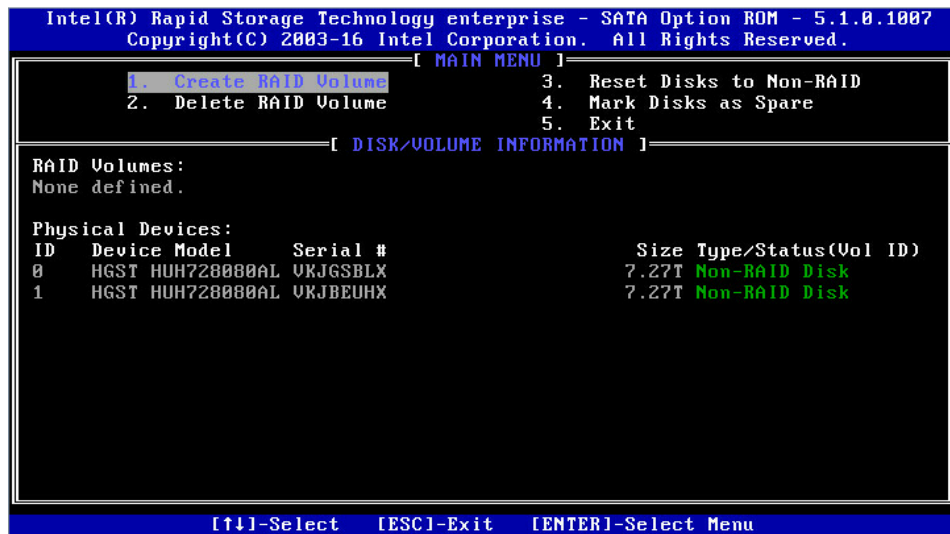 Intel(R) Rapid Storage Technology enterprise - SATA Option ROM - 5.1.0.1007
Copyright(C) 2003-16 Intel Corporation.  All Rights Reserved.
[ MAIN MENU ]
1.  Create RAID Volume  3.  Reset Disks to Non-RAID
2.  Delete RAID Volume  4.  Mark Disks as Spare
5.  Exit
[ DISK/VOLUME INFORMATION ]
RAID Volumes:
None defined.
Physical Devices:
ID  Device Model  Serial #  Size Type/Status(Vol ID)
0  HGST HUH728080AL VKJGSBLX  7.27T Non-RAID Disk
1  HGST HUH728080AL VKJBEUHX  7.27T Non-RAID Disk
[↑↓]-Select  [ESC]-Exit  [ENTER]-Select Menu